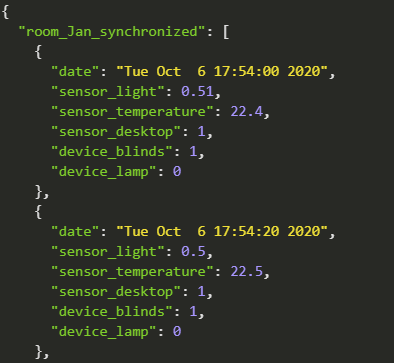 {
  "room_Jan_synchronized": [
    {
      "date": "Tue Oct  6 17:54:00 2020",
      "sensor_light": 0.51,
      "sensor_temperature": 22.4,
      "sensor_desktop": 1,
      "device_blinds": 1,
      "device_lamp": 0
    },
    {
      "date": "Tue Oct  6 17:54:20 2020",
      "sensor_light": 0.5,
      "sensor_temperature": 22.5,
      "sensor_desktop": 1,
      "device_blinds": 1,
      "device_lamp": 0
    },